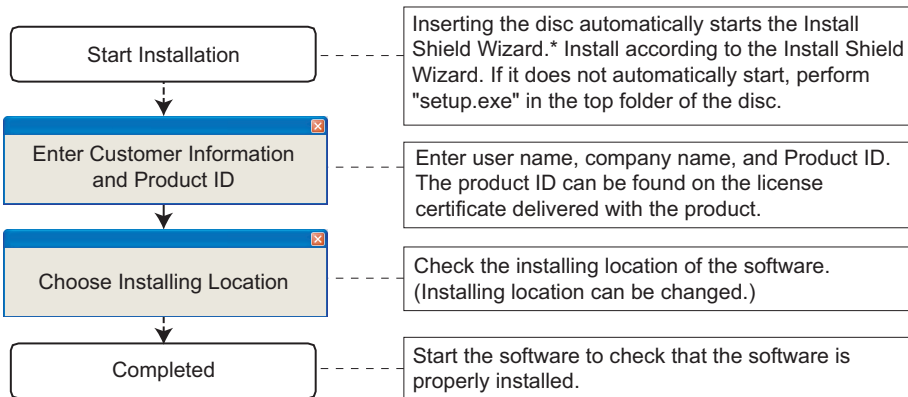 Start Installation
Inserting the disc automatically starts the Install
Shield Wizard.* Install according to the Install Shield
Wizard. If it does not automatically start, perform
"setup.exe" in the top folder of the disc.
Enter Customer Information
and Product ID
Enter user name, company name, and Product ID.
The product ID can be found on the license
certificate delivered with the product.
Choose Installing Location
Check the installing location of the software.
(Installing location can be changed.)
Completed
Start the software to check that the software is
properly installed.